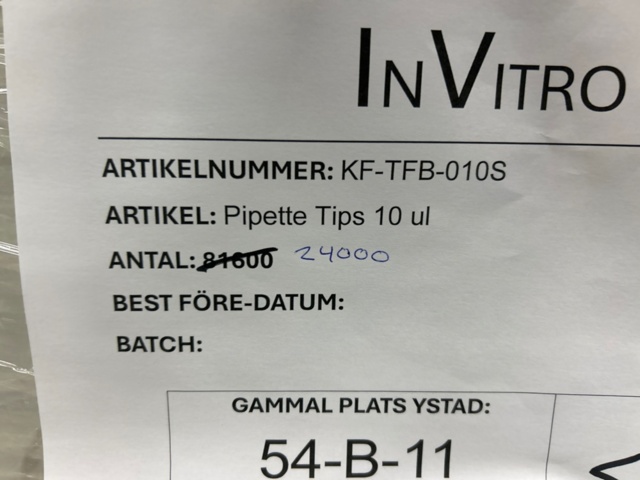 INVITRO
ARTIKELNUMMER: KF-TFB-010S
ARTIKEL: Pipette Tips 10 ul
ANTAL: 81600 24000
BEST FÖRE-DATUM:
BATCH:
GAMMAL PLATS YSTAD:
54-B-11